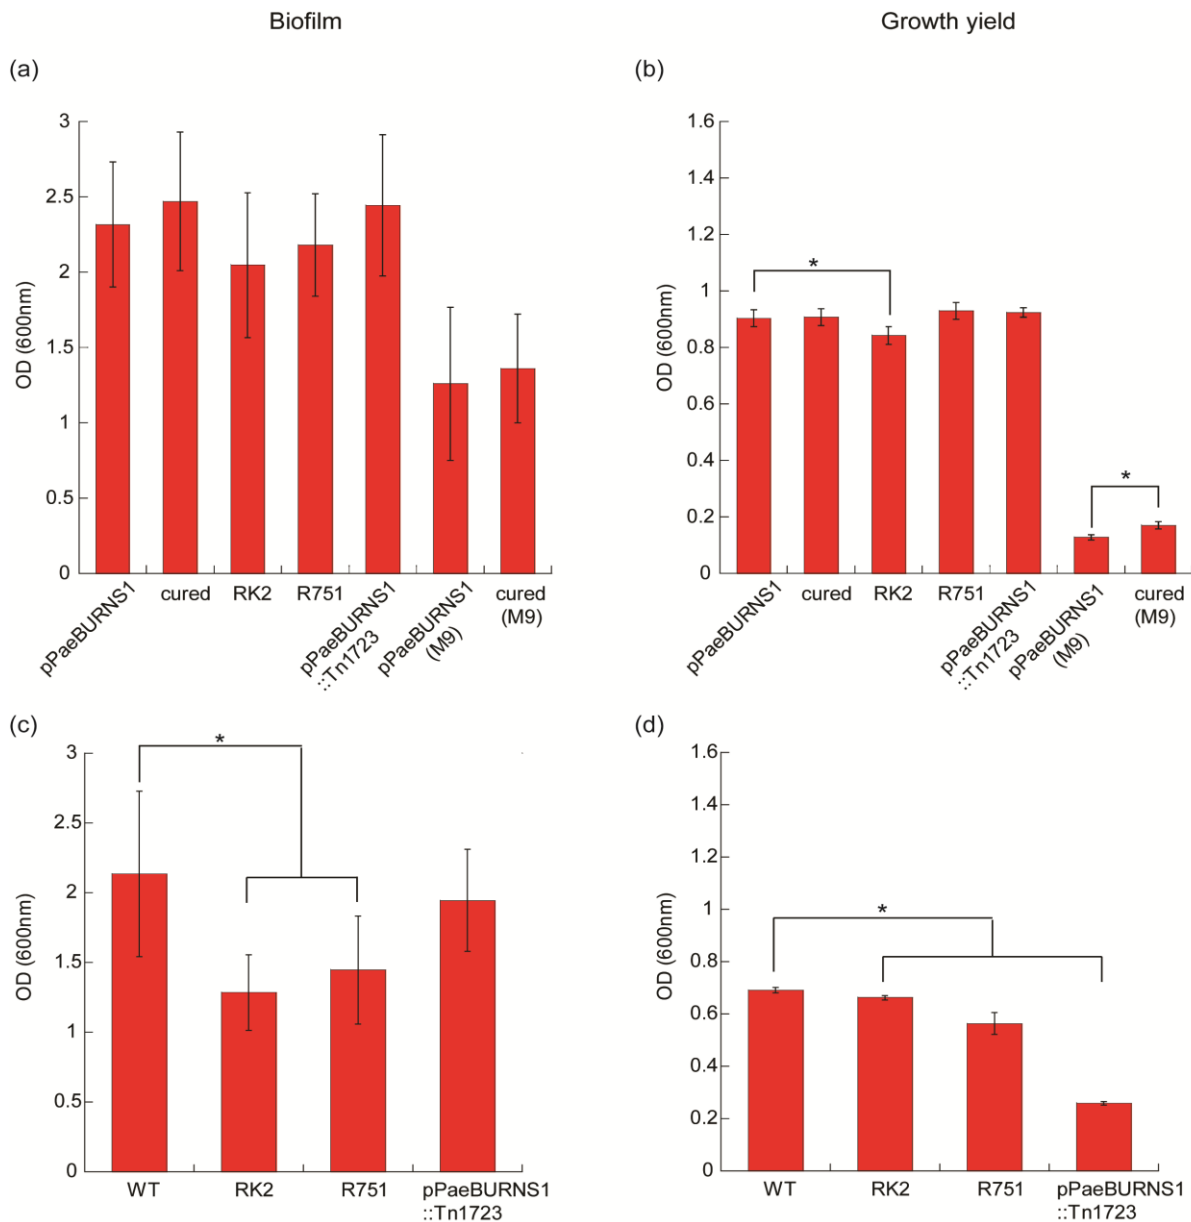 Biofilm
Growth yield
(a)
(b)
3
2.5
2
1.5
1
0.5
0
OD (600nm)
pPaeBURNS1
cured
RK2
R751
pPaeBURNS1
::Tn1723
pPaeBURNS1
(M9)
cured
(M9)
1.6
1.4
1.2
1
0.8
0.6
0.4
0.2
0
OD (600nm)
*
*
pPaeBURNS1
cured
RK2
R751
pPaeBURNS1
::Tn1723
pPaeBURNS1
(M9)
cured
(M9)
(c)
(d)
3
2.5
2
1.5
1
0.5
0
OD (600nm)
*
WT
RK2
R751
pPaeBURNS1
::Tn1723
1.6
1.4
1.2
1
0.8
0.6
0.4
0.2
0
OD (600nm)
*
WT
RK2
R751
pPaeBURNS1
::Tn1723